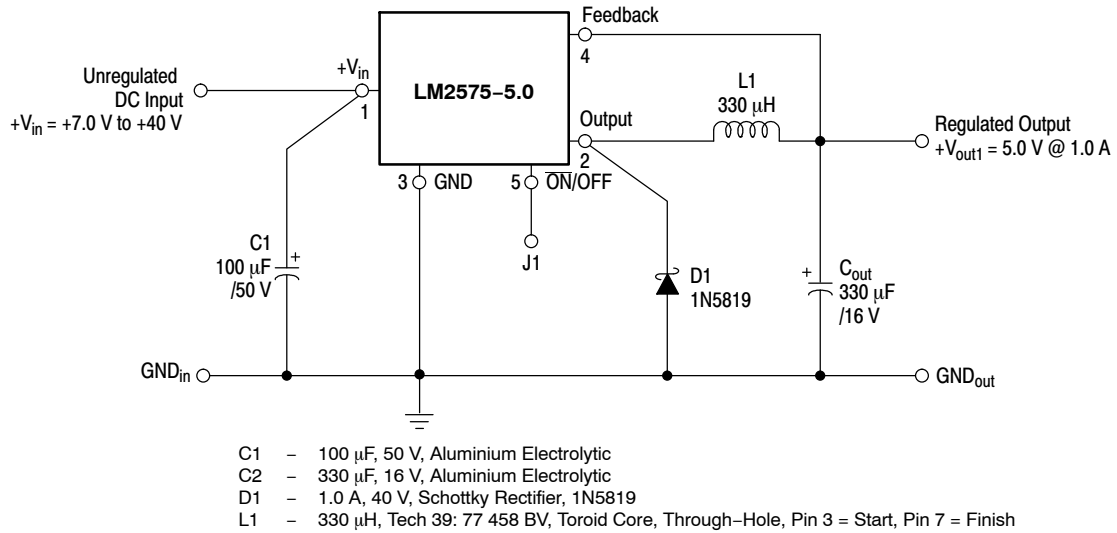 Feedback
4
Unregulated
DC Input
+Vin = +7.0 V to +40 V
+Vin
1
LM2575–5.0
L1
330 μH
Output
2
Regulated Output
+Vout1 = 5.0 V @ 1.0 A
3 GND
5 ON/OFF
J1
C1
100 μF
/50 V
+
D1
1N5819
+
Cout
330 μF
/16 V
GNDin
GNDout
C1 – 100 μF, 50 V, Aluminium Electrolytic
C2 – 330 μF, 16 V, Aluminium Electrolytic
D1 – 1.0 A, 40 V, Schottky Rectifier, 1N5819
L1 – 330 μH, Tech 39: 77 458 BV, Toroid Core, Through–Hole, Pin 3 = Start, Pin 7 = Finish